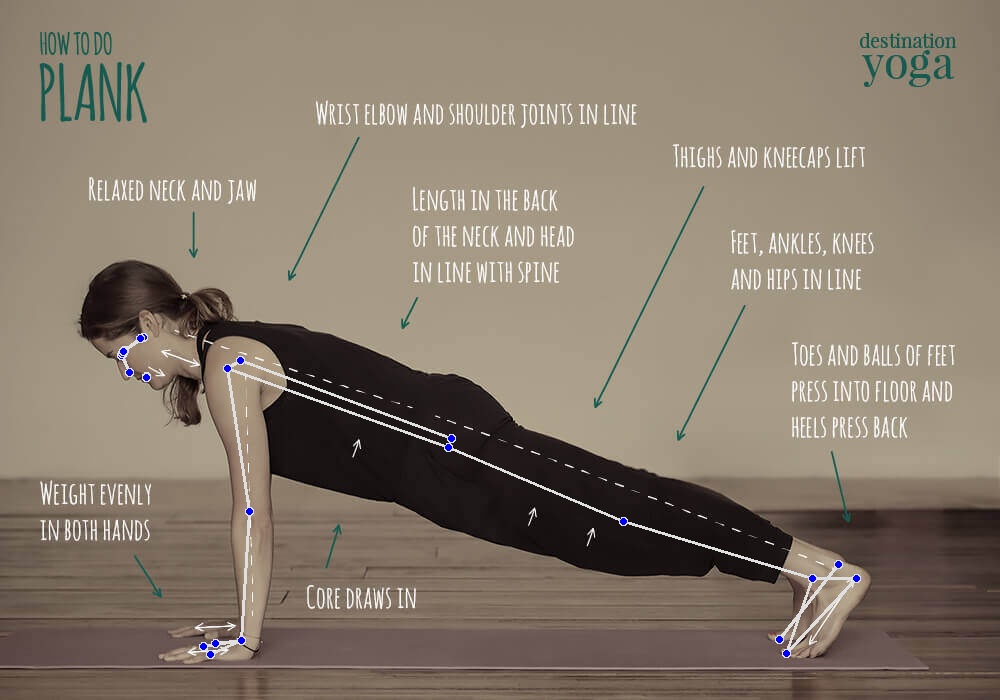 HOW TO DO
PLANK
destination
yoga
WRIST ELBOW AND SHOULDER JOINTS IN LINE
THIGHS AND KNEECAPS LIFT
RELAXED NECK AND JAW
LENGTH IN THE BACK
OF THE NECK AND HEAD
IN LINE WITH SPINE
FEET, ANKLES, KNEES
AND HIPS IN LINE
TOES AND BALLS OF FEET
PRESS INTO FLOOR AND
HEELS PRESS BACK
WEIGHT EVENLY
IN BOTH HANDS
CORE DRAWS IN